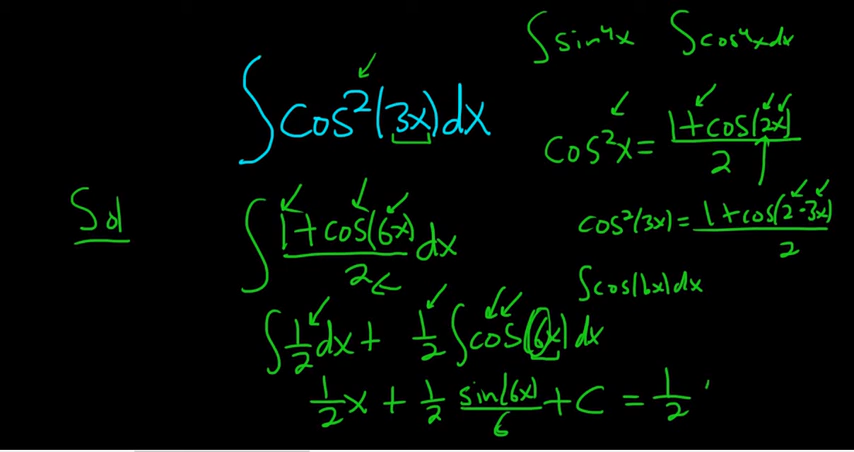 ∫sin⁴x ∫cos⁴xdx
∫cos²(3x)dx
cos²x = (1+cos(2x))/2
Sol
∫(1+cos(6x))/2 dx
cos²(3x) = (1+cos(2·3x))/2
∫cos(6x)dx
∫1/2 dx + 1/2 ∫cos(6x)dx
1/2 x + 1/2 sin(6x)/6 + C = 1/2